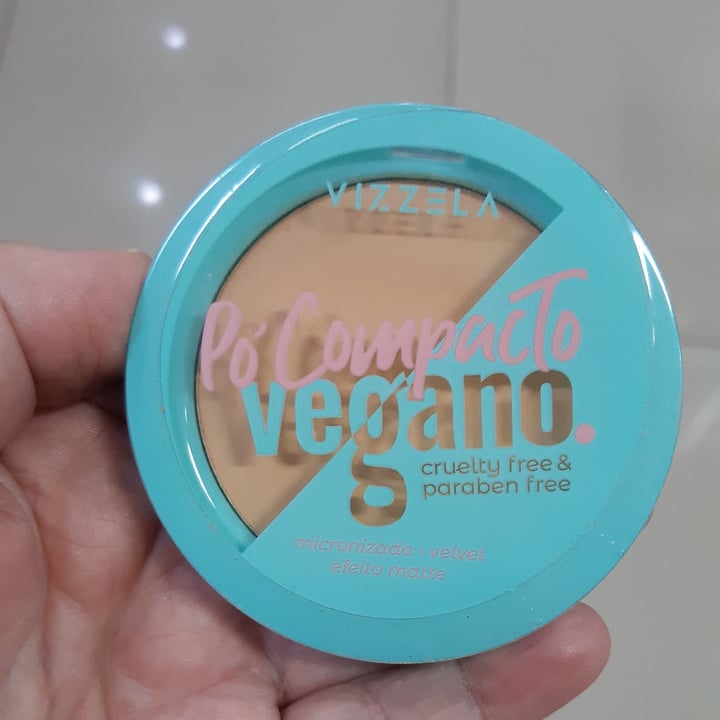 VIZZELA
Pó Compacto
vegano.
cruelty free &
paraben free
micronizado • velvet
efeito matte